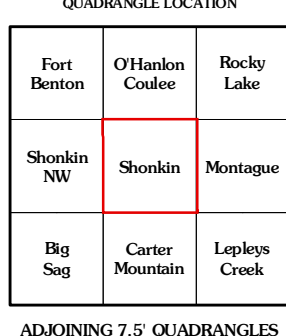 QUADRANGLE LOCATION
Fort Benton
O'Hanlon Coulee
Rocky Lake
Shonkin NW
Shonkin
Montague
Big Sag
Carter Mountain
Lepleys Creek
ADJOINING 7.5' QUADRANGLES